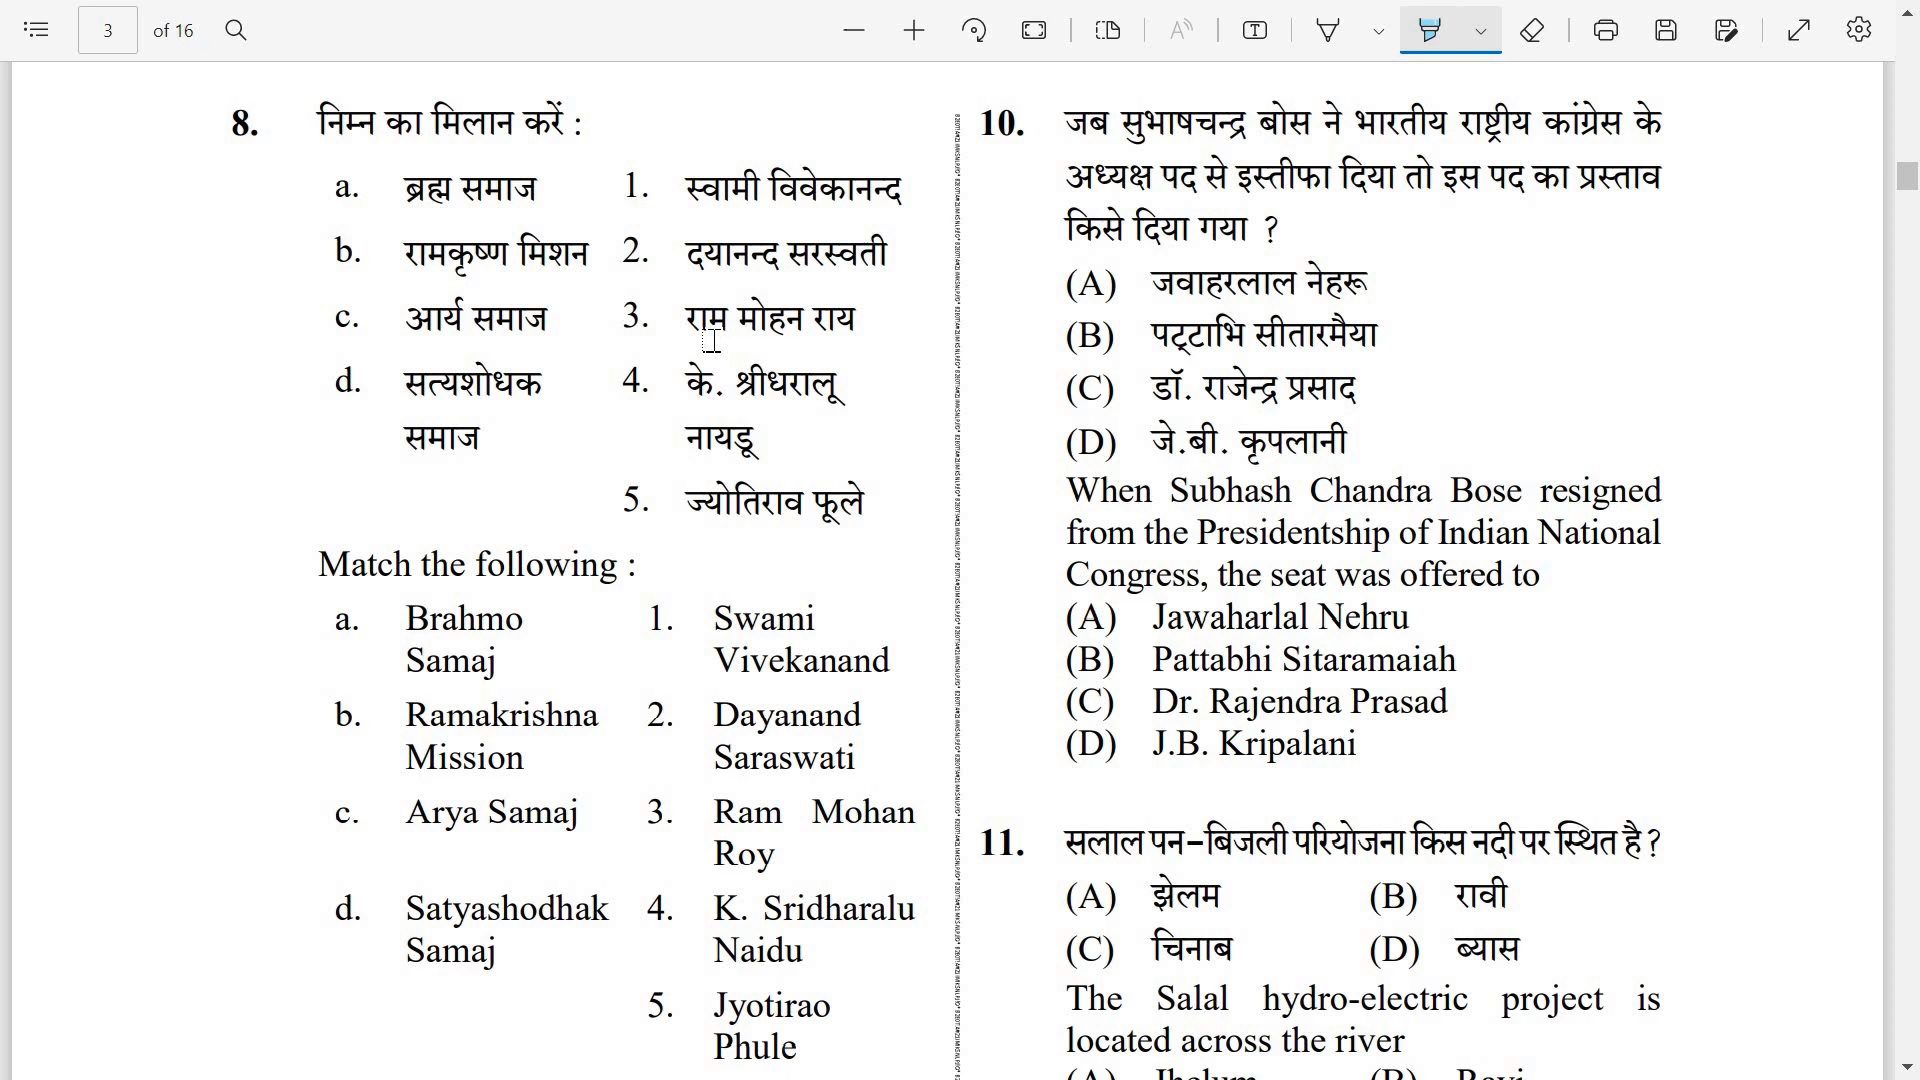 3 of 16
8. निम्न का मिलान करें :
a. ब्रह्म समाज 1. स्वामी विवेकानन्द
b. रामकृष्ण मिशन 2. दयानन्द सरस्वती
c. आर्य समाज 3. राम मोहन राय
d. सत्यशोधक 4. के. श्रीधरालू
समाज नायडू
5. ज्योतिराव फूले
Match the following :
a. Brahmo 1. Swami
Samaj Vivekanand
b. Ramakrishna 2. Dayanand
Mission Saraswati
c. Arya Samaj 3. Ram Mohan
Roy
d. Satyashodhak 4. K. Sridharalu
Samaj Naidu
5. Jyotirao
Phule
10. जब सुभाषचन्द्र बोस ने भारतीय राष्ट्रीय कांग्रेस के
अध्यक्ष पद से इस्तीफा दिया तो इस पद का प्रस्ताव
किसे दिया गया ?
(A) जवाहरलाल नेहरू
(B) पट्टाभि सीतारमैया
(C) डॉ. राजेन्द्र प्रसाद
(D) जे.बी. कृपलानी
When Subhash Chandra Bose resigned
from the Presidentship of Indian National
Congress, the seat was offered to
(A) Jawaharlal Nehru
(B) Pattabhi Sitaramaiah
(C) Dr. Rajendra Prasad
(D) J.B. Kripalani
11. सलाल पन-बिजली परियोजना किस नदी पर स्थित है ?
(A) झेलम (B) रावी
(C) चिनाब (D) ब्यास
The Salal hydro-electric project is
located across the river
(A) Jhelum (B) Ravi